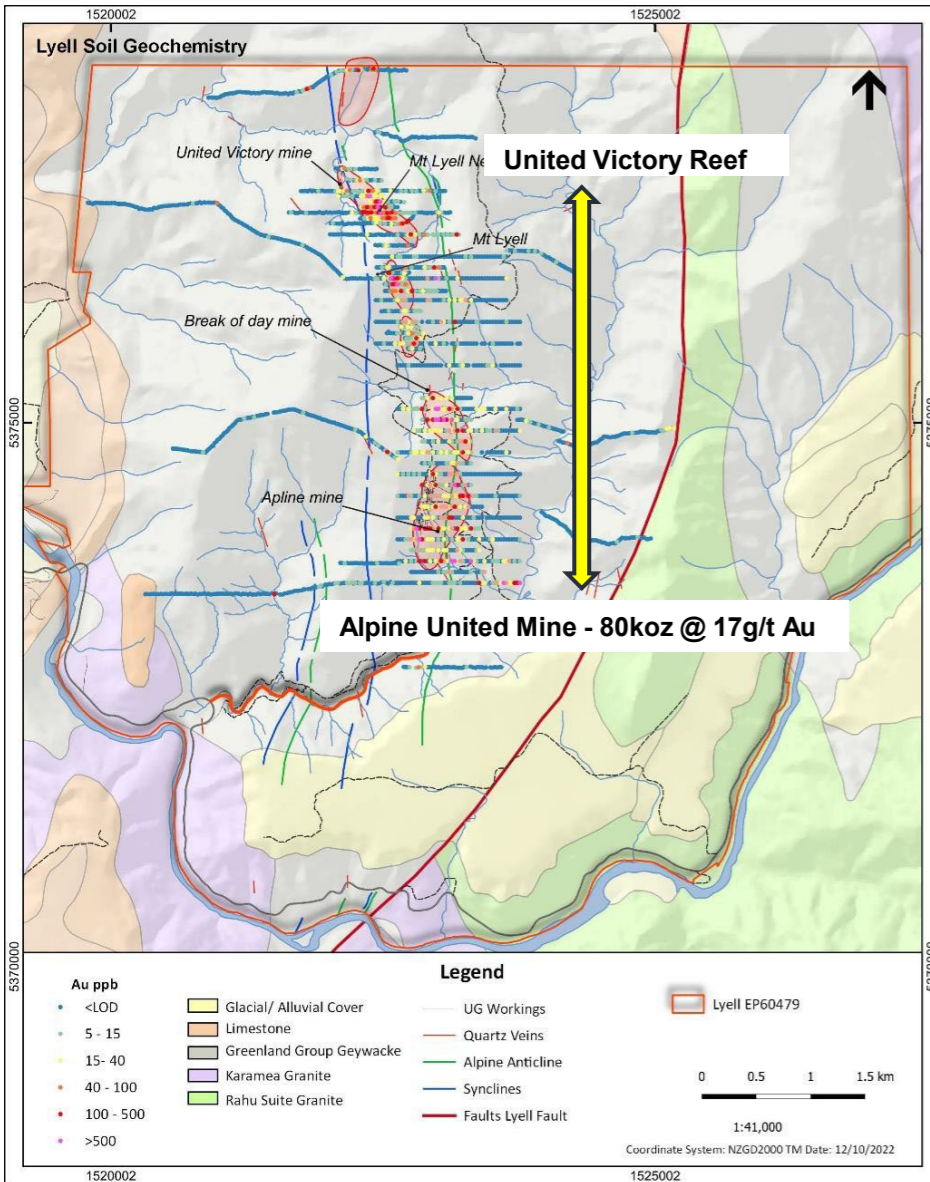 1520002
1525002
Lyell Soil Geochemistry
United Victory mine
Mt Lyell Ne
United Victory Reef
Mt Lyell
Break of day mine
5375000
5375000
Apline mine
Alpine United Mine - 80koz @ 17g/t Au
5370000
5370000
Legend
Au ppb
<LOD
5 - 15
15- 40
40 - 100
100 - 500
>500
Glacial/ Alluvial Cover
Limestone
Greenland Group Geywacke
Karamea Granite
Rahu Suite Granite
UG Workings
Quartz Veins
Alpine Anticline
Synclines
Faults Lyell Fault
Lyell EP60479
0 0.5 1 1.5 km
1:41,000
Coordinate System: NZGD2000 TM Date: 12/10/2022
1520002
1525002